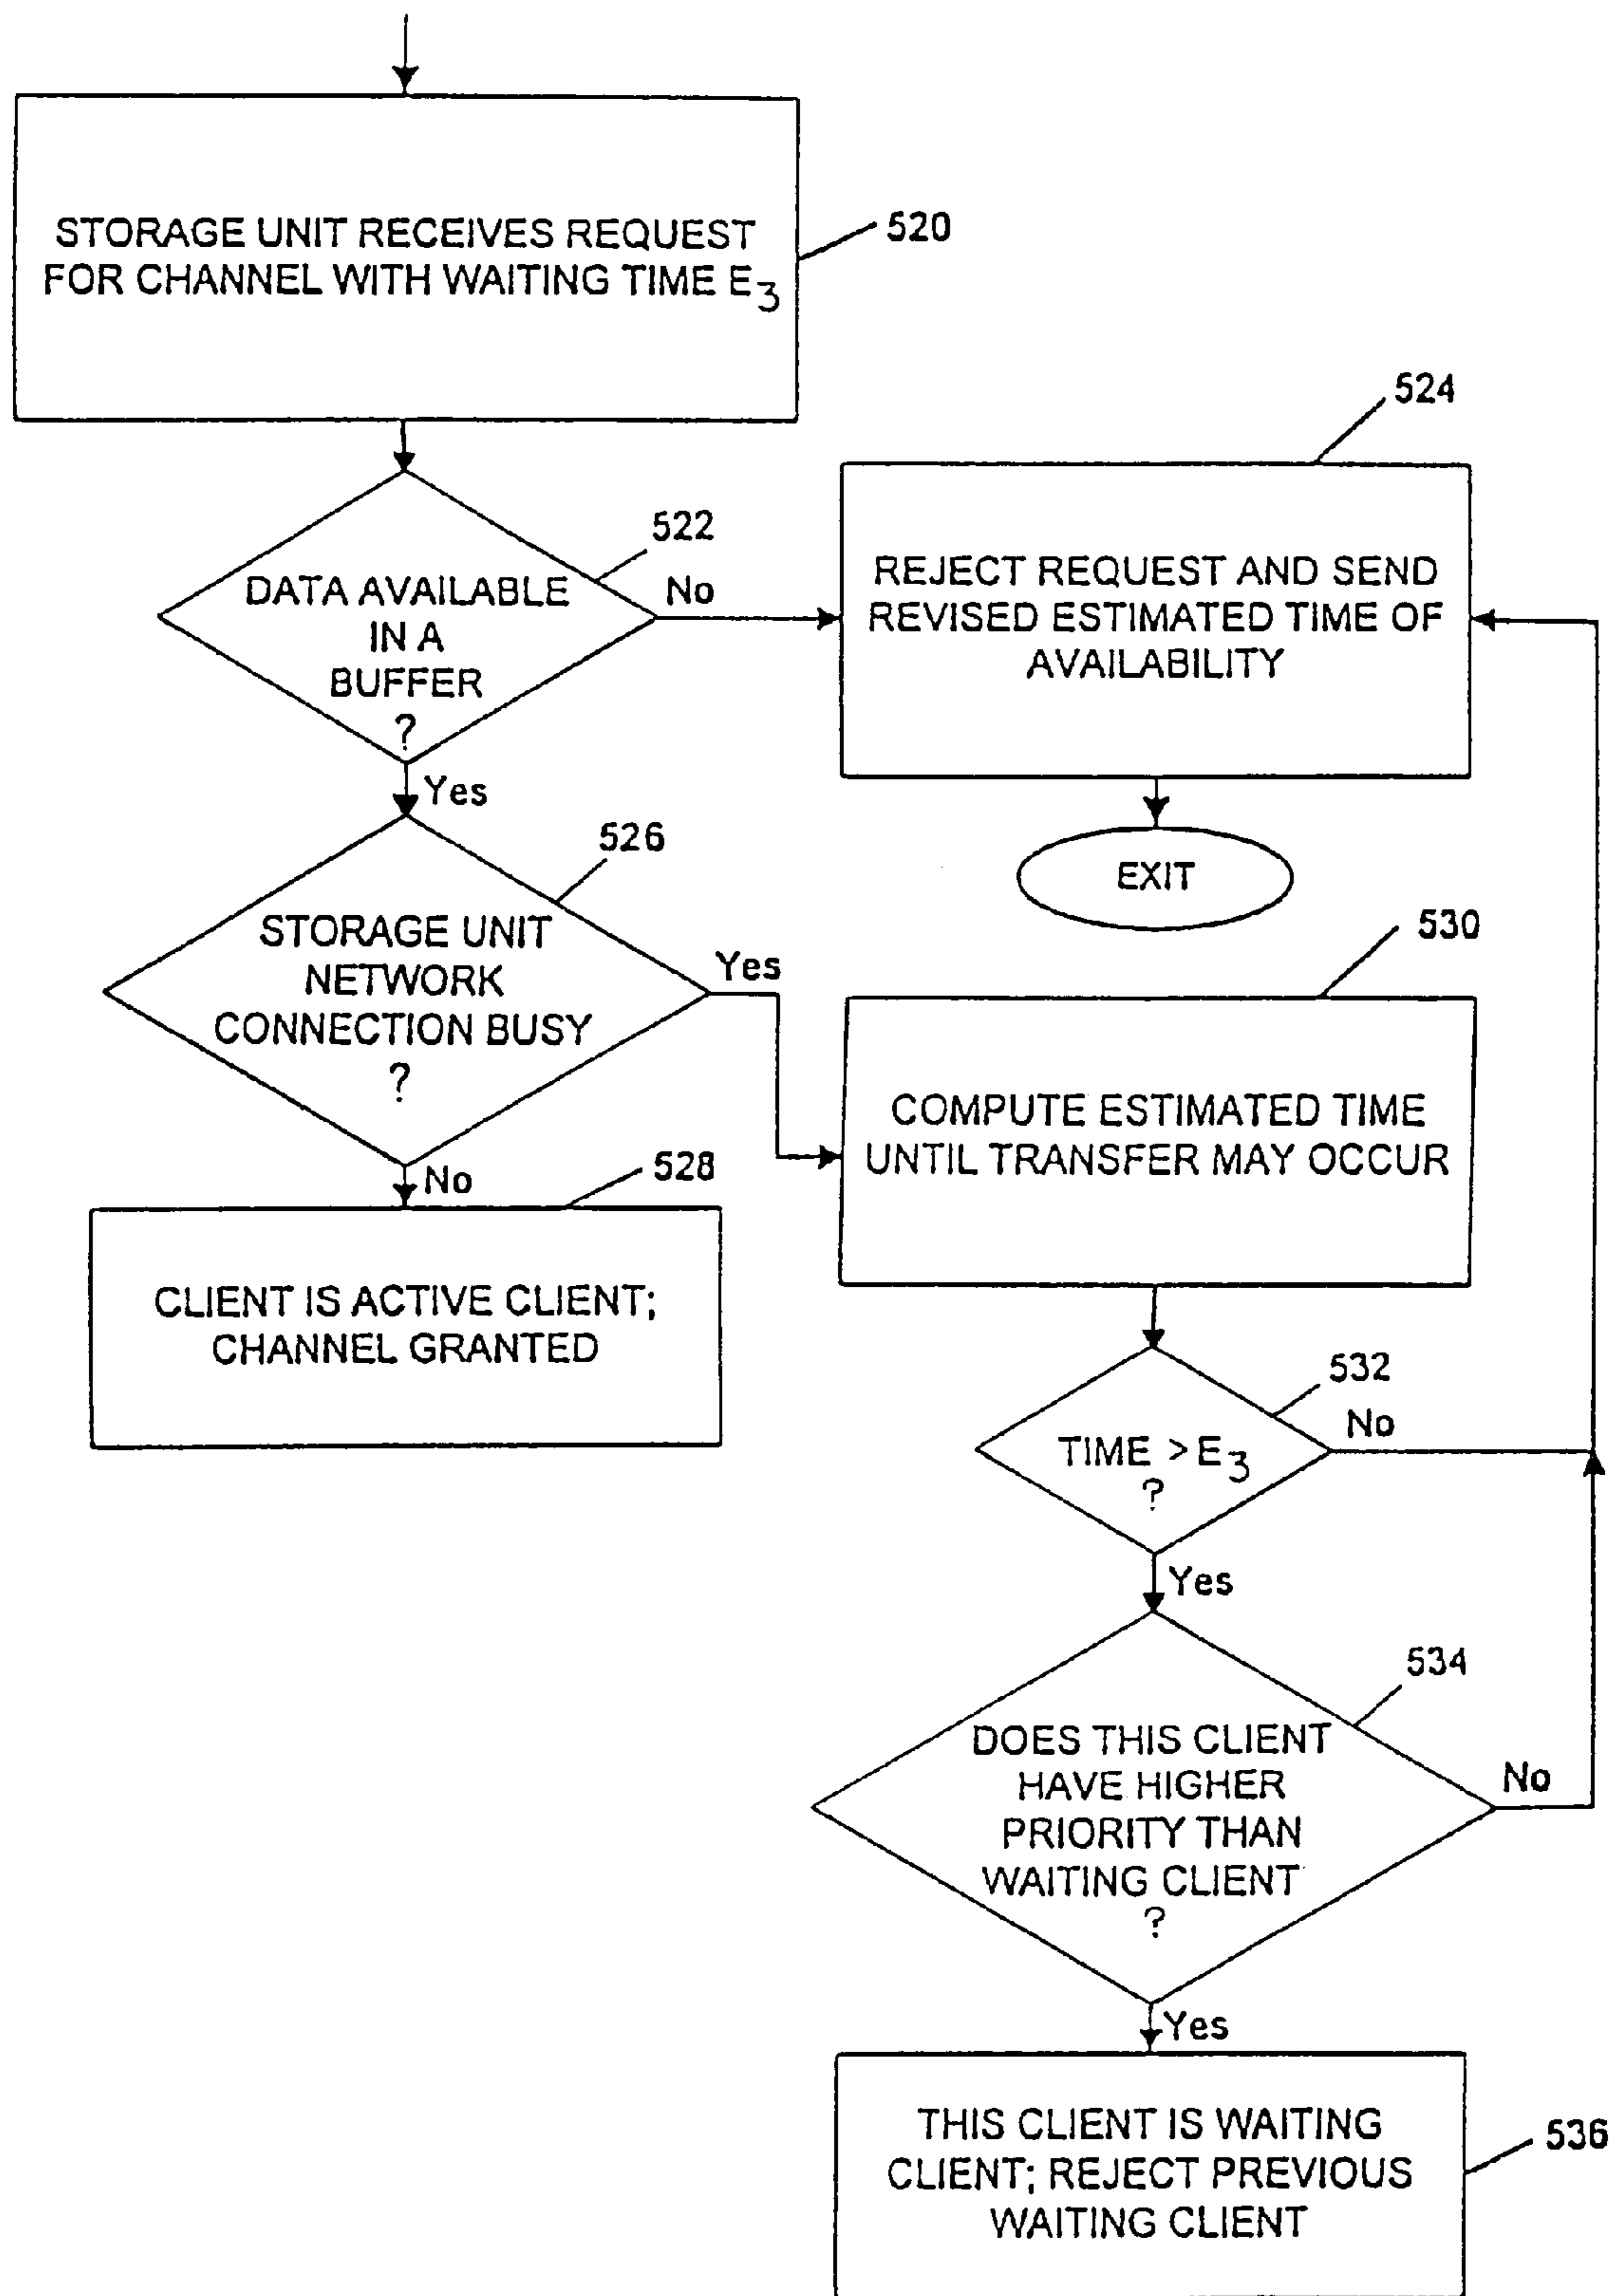 STORAGE UNIT RECEIVES REQUEST
FOR CHANNEL WITH WAITING TIME E3
520
DATA AVAILABLE
IN A
BUFFER
?
522
No
Yes
524
REJECT REQUEST AND SEND
REVISED ESTIMATED TIME OF
AVAILABILITY
EXIT
526
STORAGE UNIT
NETWORK
CONNECTION BUSY
?
Yes
No
528
CLIENT IS ACTIVE CLIENT;
CHANNEL GRANTED
530
COMPUTE ESTIMATED TIME
UNTIL TRANSFER MAY OCCUR
532
TIME > E3
?
No
Yes
534
DOES THIS CLIENT
HAVE HIGHER
PRIORITY THAN
WAITING CLIENT
?
No
Yes
THIS CLIENT IS WAITING
CLIENT; REJECT PREVIOUS
WAITING CLIENT
536